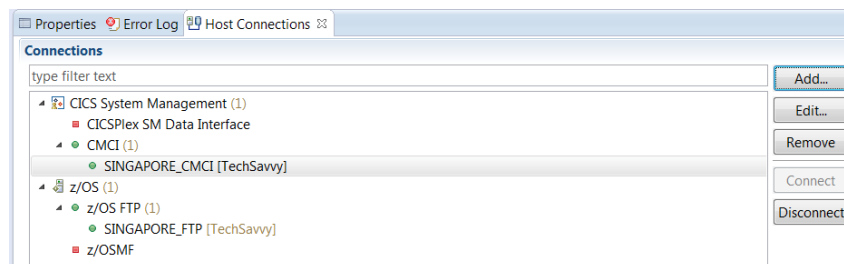 Properties Error Log Host Connections
Connections
type filter text
Add...
CICS System Management (1)
CICSPlex SM Data Interface
Edit...
CMCI (1)
Remove
SINGAPORE_CMCI [TechSavvy]
z/OS (1)
Connect
z/OS FTP (1)
Disconnect
SINGAPORE_FTP [TechSavvy]
z/OSMF